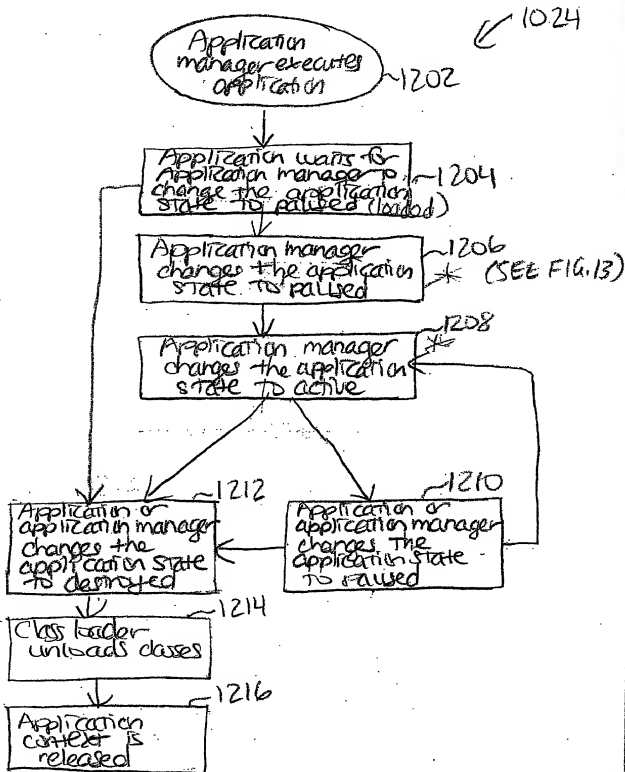 1024
Application
manager executes
application
1202
Application waits for
Application manager to
change the application
state to paused (loaded)
1204
Application manager
changes the application
state to paused
1206
* (SEE FIG. 13)
1208
*
Application manager
changes the application
state to active
1212
Application or
application manager
changes the
application state
to destroyed
1210
Application or
application manager
changes the
application state
to paused
1214
Class loader
unloads classes
1216
Application
context is
released